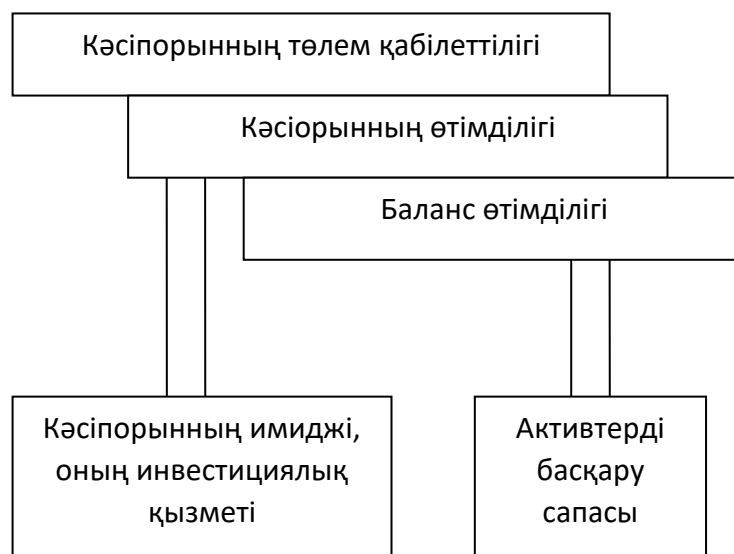 Кәсіпорынның төлем қабілеттілігі
Кәсіорынның өтімділігі
Баланс өтімділігі
Кәсіпорынның имиджі,
оның инвестициялық
қызметі
Активтерді
басқару
сапасы